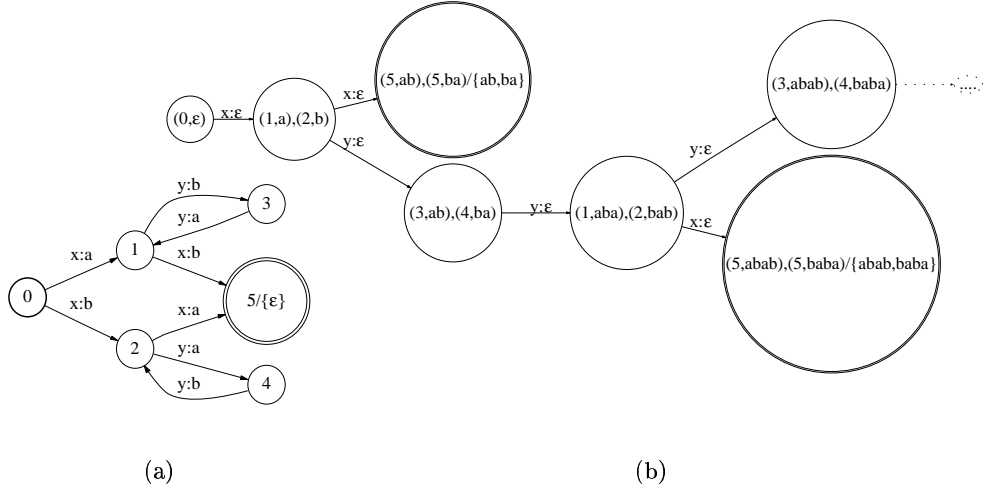 (5,ab),(5,ba)/{ab,ba}
(3,abab),(4,baba)
....
x:ε
(0,ε)
x:ε
(1,a),(2,b)
y:ε
y:ε
y:b
3
(3,ab),(4,ba)
y:ε
(1,aba),(2,bab)
y:a
x:ε
1
x:a
x:b
(5,abab),(5,baba)/{abab,baba}
0
5/{ε}
x:b
x:a
2
y:a
y:b
4
(a)
(b)